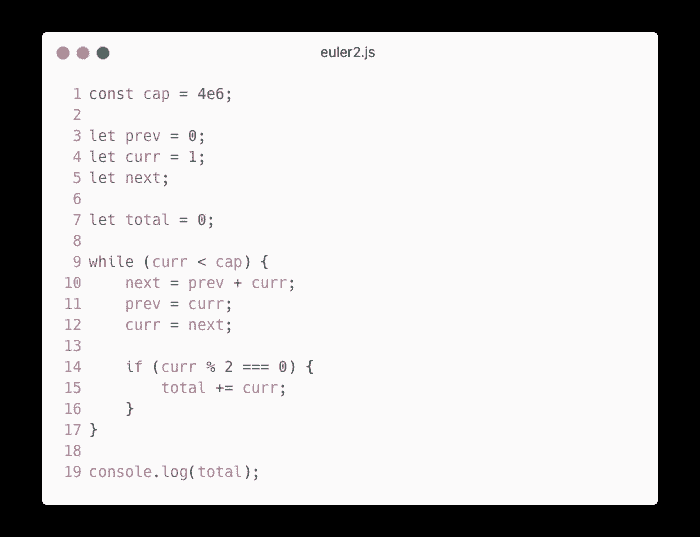 euler2.js
1 const cap = 4e6;
2
3 let prev = 0;
4 let curr = 1;
5 let next;
6
7 let total = 0;
8
9 while (curr < cap) {
10     next = prev + curr;
11     prev = curr;
12     curr = next;
13
14     if (curr % 2 === 0) {
15         total += curr;
16     }
17 }
18
19 console.log(total);